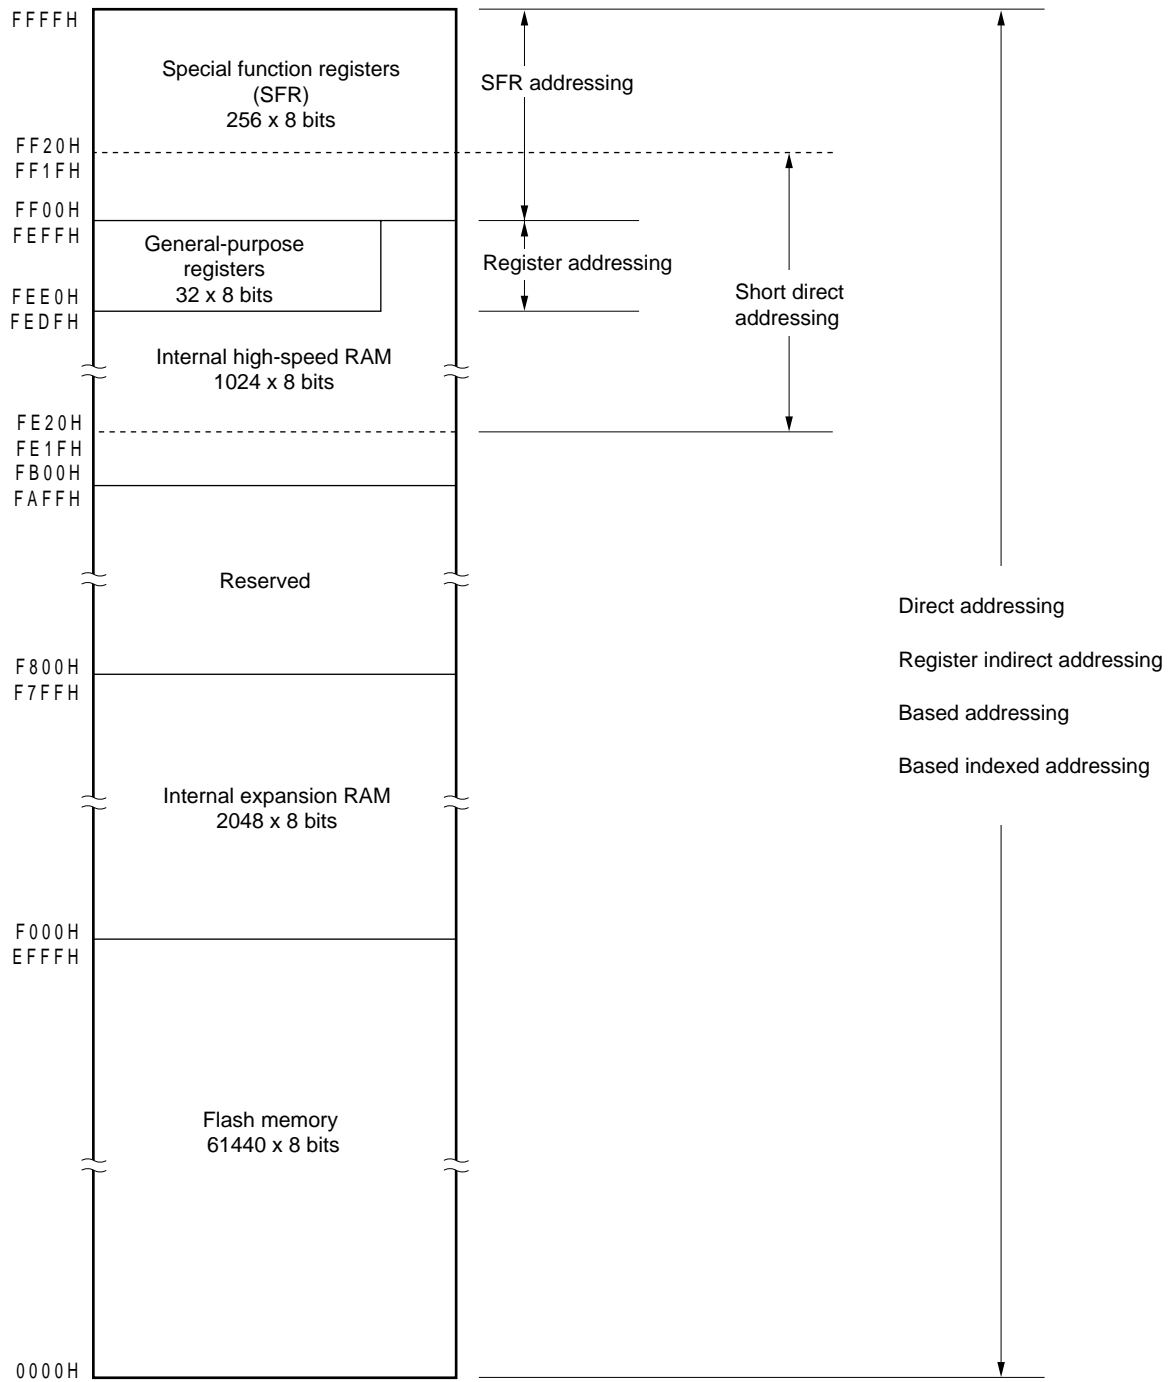 FFFFH
Special function registers
(SFR)
256 x 8 bits
SFR addressing
FF20H
FF1FH
FF00H
FEFFH
General-purpose
registers
32 x 8 bits
Register addressing
FEE0H
FEDFH
Short direct
addressing
Internal high-speed RAM
1024 x 8 bits
FE20H
FE1FH
FB00H
FAFFH
Reserved
Direct addressing
Register indirect addressing
F800H
F7FFH
Based addressing
Based indexed addressing
Internal expansion RAM
2048 x 8 bits
F000H
EFFFH
Flash memory
61440 x 8 bits
0000H